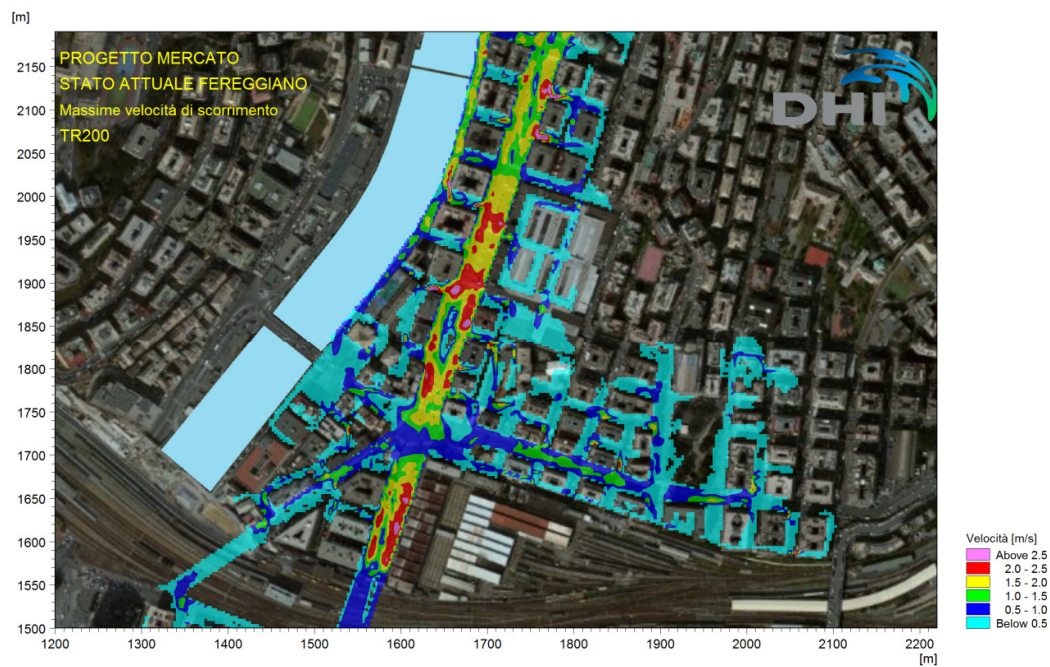 [m]
PROGETTO MERCATO
STATO ATTUALE FEREGGIANO
Massime velocità di scorrimento
TR200
DHI
2150
2100
2050
2000
1950
1900
1850
1800
1750
1700
1650
1600
1550
1500
1200 1300 1400 1500 1600 1700 1800 1900 2000 2100 2200
[m]
Velocità [m/s]
Above 2.5
2.0 - 2.5
1.5 - 2.0
1.0 - 1.5
0.5 - 1.0
Below 0.5